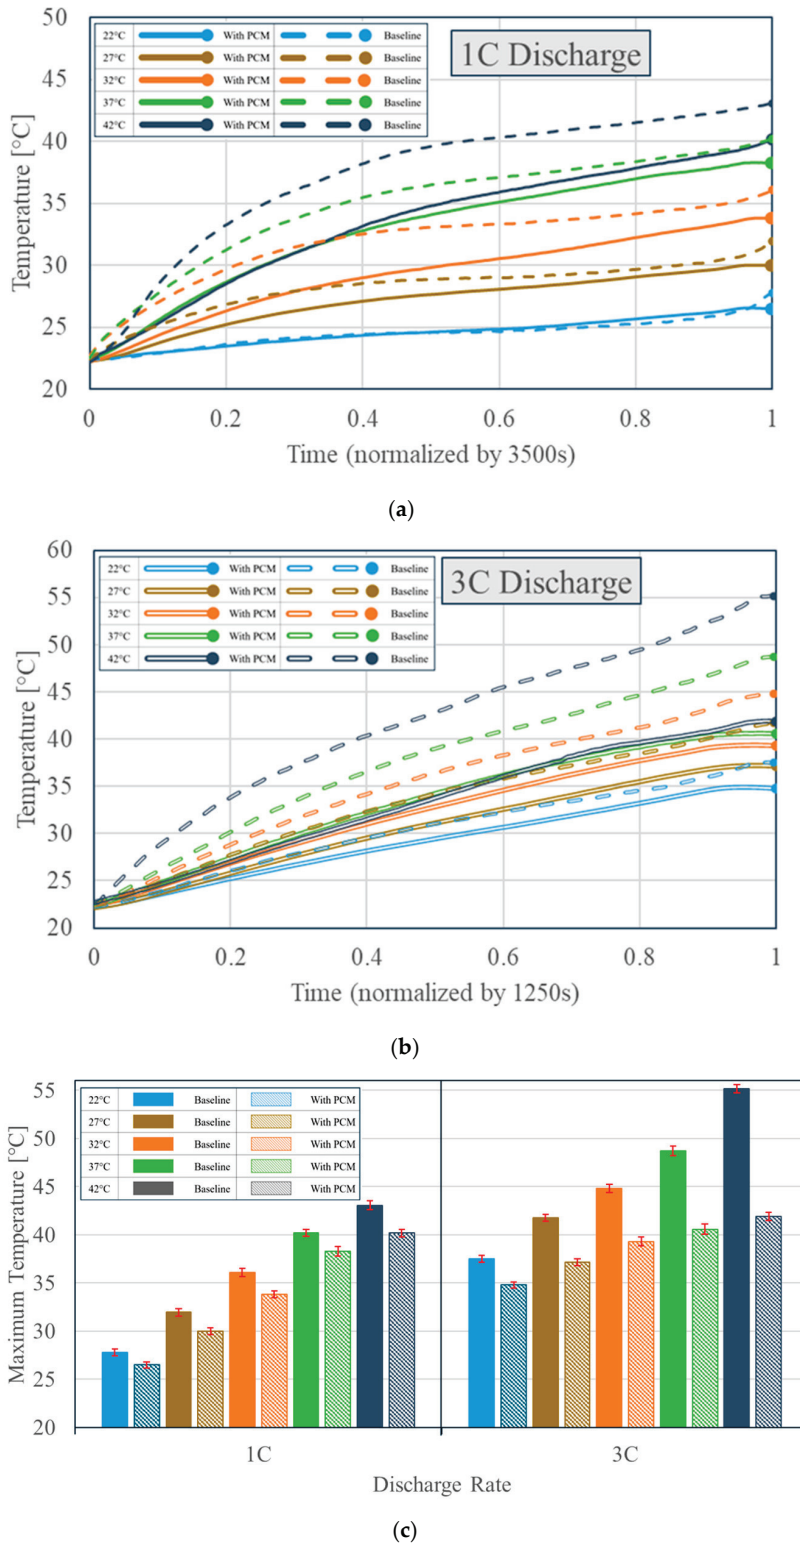 50
45
40
35
30
25
20
Temperature [°C]
22°C With PCM Baseline
27°C With PCM Baseline
32°C With PCM Baseline
37°C With PCM Baseline
42°C With PCM Baseline
1C Discharge
0 0.2 0.4 0.6 0.8 1
Time (normalized by 3500s)
(a)
60
55
50
45
40
35
30
25
20
Temperature [°C]
22°C With PCM Baseline
27°C With PCM Baseline
32°C With PCM Baseline
37°C With PCM Baseline
42°C With PCM Baseline
3C Discharge
0 0.2 0.4 0.6 0.8 1
Time (normalized by 1250s)
(b)
55
50
45
40
35
30
25
20
Maximum Temperature [°C]
22°C Baseline With PCM
27°C Baseline With PCM
32°C Baseline With PCM
37°C Baseline With PCM
42°C Baseline With PCM
1C 3C
Discharge Rate
(c)